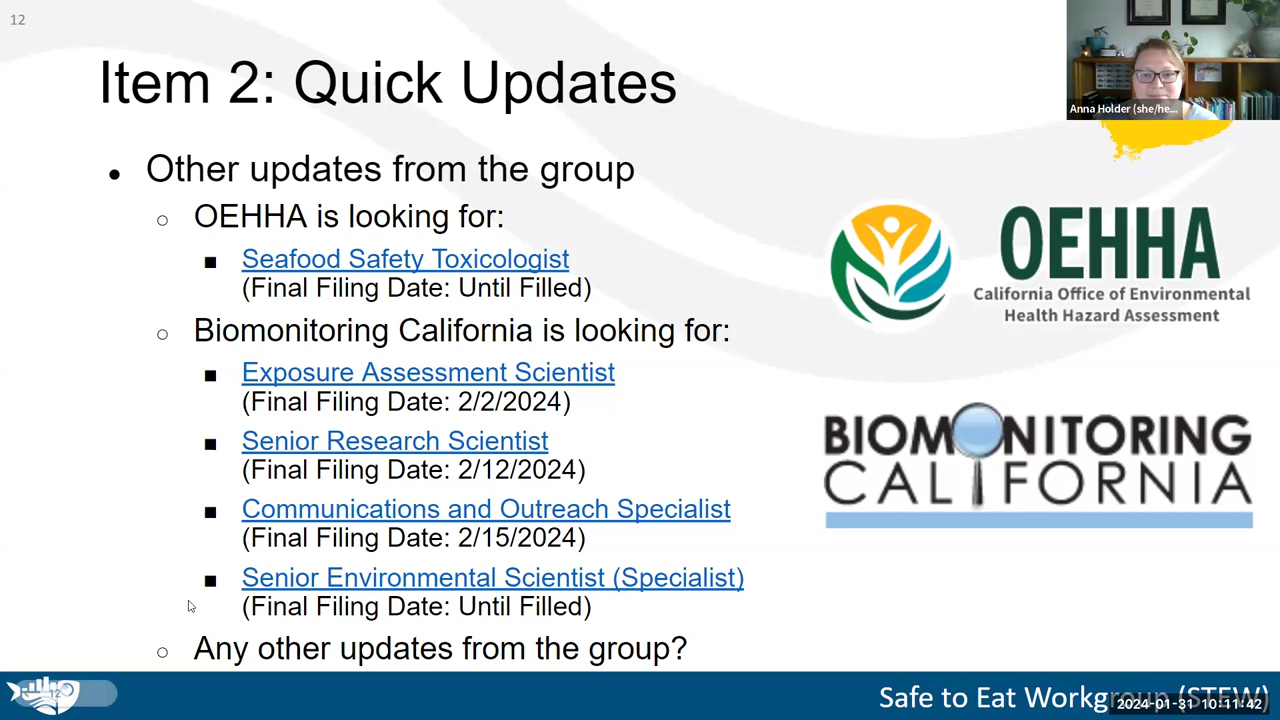 12
Item 2: Quick Updates
Anna Holder (she/he...
● Other updates from the group
○ OEHHA is looking for:
■ Seafood Safety Toxicologist
(Final Filing Date: Until Filled)
○ Biomonitoring California is looking for:
■ Exposure Assessment Scientist
(Final Filing Date: 2/2/2024)
■ Senior Research Scientist
(Final Filing Date: 2/12/2024)
■ Communications and Outreach Specialist
(Final Filing Date: 2/15/2024)
■ Senior Environmental Scientist (Specialist)
(Final Filing Date: Until Filled)
○ Any other updates from the group?
OEHHA
California Office of Environmental
Health Hazard Assessment
BIOMONITORING
CALIFORNIA
12
Safe to Eat Workgroup (STEW)
2024-01-31 10:11:42